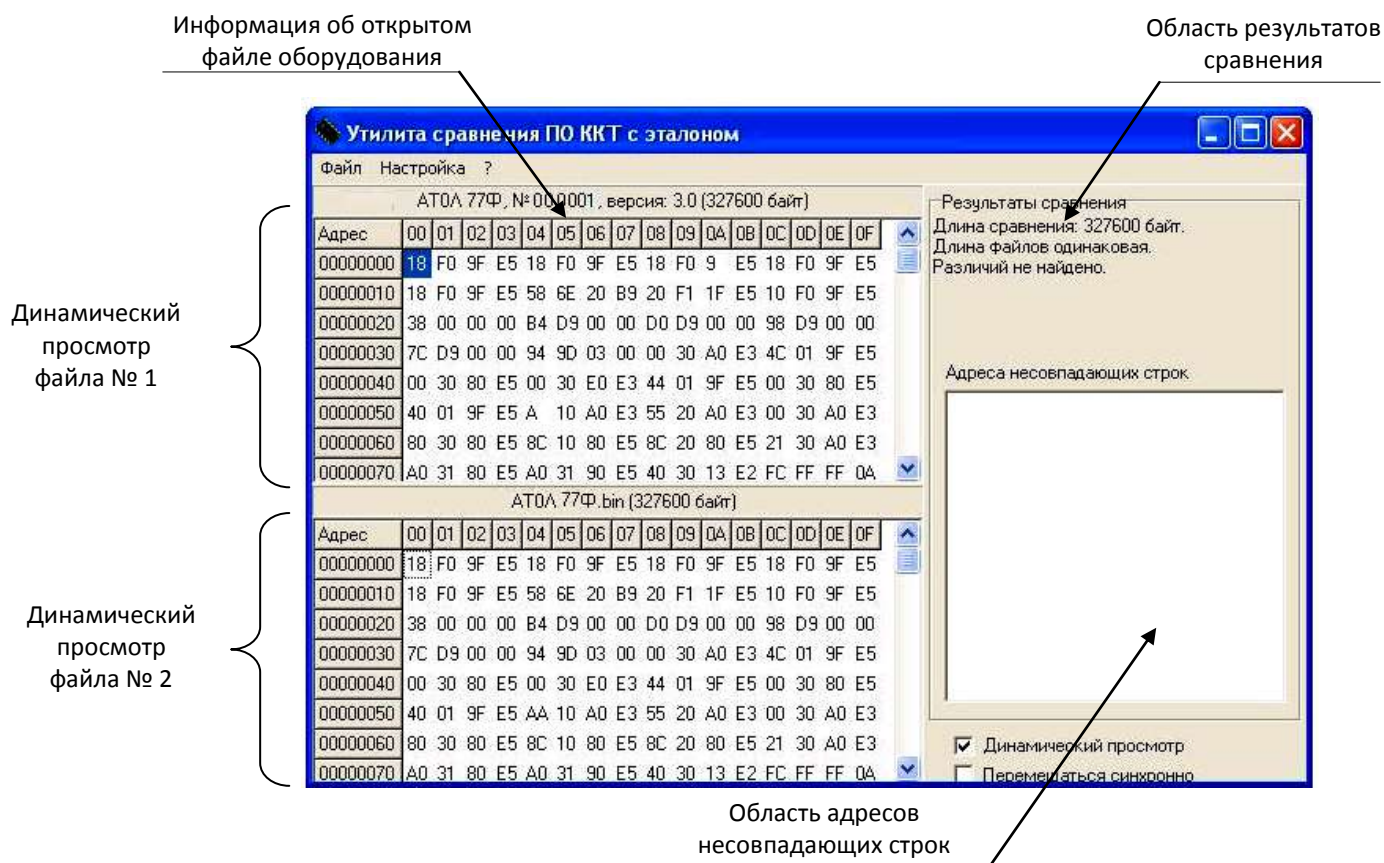 Информация об открытом
файле оборудования
Область результатов
сравнения
Утилита сравнения ПО ККТ с эталоном
Файл Настройка ?
АТОЛ 77Ф, № 000001, версия: 3.0 (327600 байт)
Адрес 00 01 02 03 04 05 06 07 08 09 0A 0B 0C 0D 0E 0F
00000000 18 F0 9F E5 18 F0 9F E5 18 F0 9 E5 18 F0 9F E5
00000010 18 F0 9F E5 58 6E 20 B9 20 F1 1F E5 10 F0 9F E5
00000020 38 00 00 00 B4 D9 00 00 D0 D9 00 00 98 D9 00 00
00000030 7C D9 00 00 94 9D 03 00 00 30 A0 E3 4C 01 9F E5
00000040 00 30 80 E5 00 30 E0 E3 44 01 9F E5 00 30 80 E5
00000050 40 01 9F E5 A 10 A0 E3 55 20 A0 E3 00 30 A0 E3
00000060 80 30 80 E5 8C 10 80 E5 8C 20 80 E5 21 30 A0 E3
00000070 A0 31 80 E5 A0 31 90 E5 40 30 13 E2 FC FF FF 0A
Динамический
просмотр
файла № 1
Результаты сравнения
Длина сравнения: 327600 байт.
Длина файлов одинаковая.
Различий не найдено.
Адреса несовпадающих строк
АТОЛ 77Ф.bin (327600 байт)
Адрес 00 01 02 03 04 05 06 07 08 09 0A 0B 0C 0D 0E 0F
00000000 18 F0 9F E5 18 F0 9F E5 18 F0 9F E5 18 F0 9F E5
00000010 18 F0 9F E5 58 6E 20 B9 20 F1 1F E5 10 F0 9F E5
00000020 38 00 00 00 B4 D9 00 00 D0 D9 00 00 98 D9 00 00
00000030 7C D9 00 00 94 9D 03 00 00 30 A0 E3 4C 01 9F E5
00000040 00 30 80 E5 00 30 E0 E3 44 01 9F E5 00 30 80 E5
00000050 40 01 9F E5 AA 10 A0 E3 55 20 A0 E3 00 30 A0 E3
00000060 80 30 80 E5 8C 10 80 E5 8C 20 80 E5 21 30 A0 E3
00000070 A0 31 80 E5 A0 31 90 E5 40 30 13 E2 FC FF FF 0A
Динамический
просмотр
файла № 2
Динамический просмотр
Перемещаться синхронно
Область адресов
несовпадающих строк